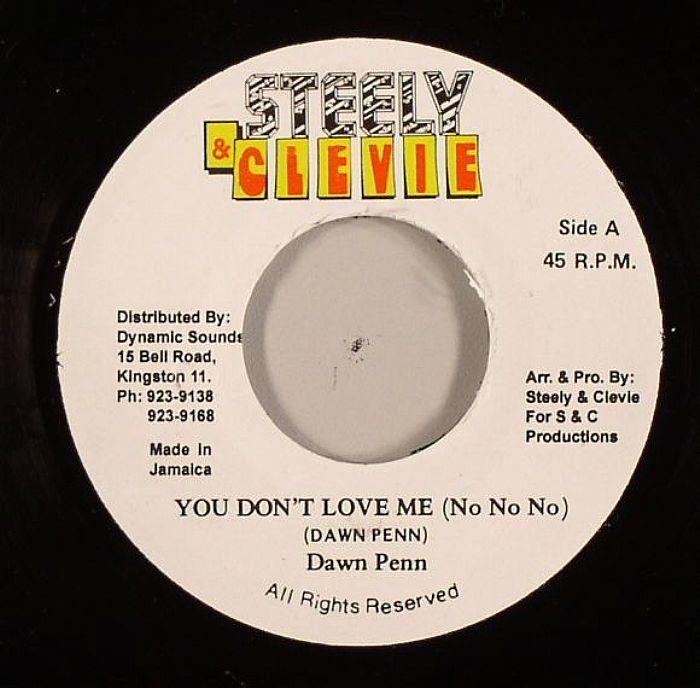 STEELY
& CLEVIE
Side A
45 R.P.M.
Distributed By:
Dynamic Sounds
15 Bell Road,
Kingston 11.
Ph: 923-9138
923-9168
Made In
Jamaica
Arr. & Pro. By:
Steely & Clevie
For S & C
Productions
YOU DON'T LOVE ME (No No No)
(DAWN PENN)
Dawn Penn
All Rights Reserved